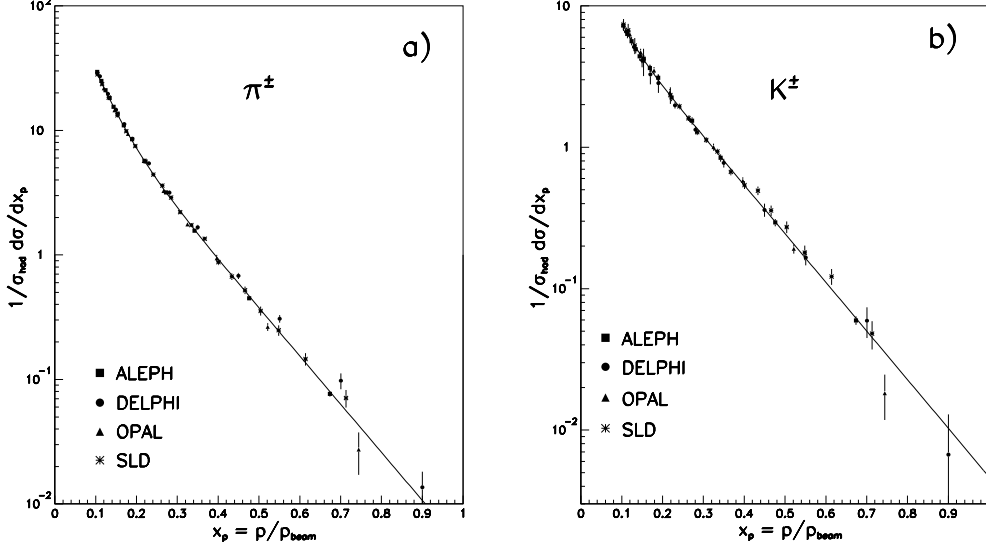 a)
π±
10²
10
1
10⁻¹
10⁻²
1/σhad dσ/dxp
ALEPH
DELPHI
OPAL
SLD
0 0.1 0.2 0.3 0.4 0.5 0.6 0.7 0.8 0.9 1
xp = p/pbeam
b)
K±
10
1
10⁻¹
10⁻²
1/σhad dσ/dxp
ALEPH
DELPHI
OPAL
SLD
0 0.1 0.2 0.3 0.4 0.5 0.6 0.7 0.8 0.9 1
xp = p/pbeam